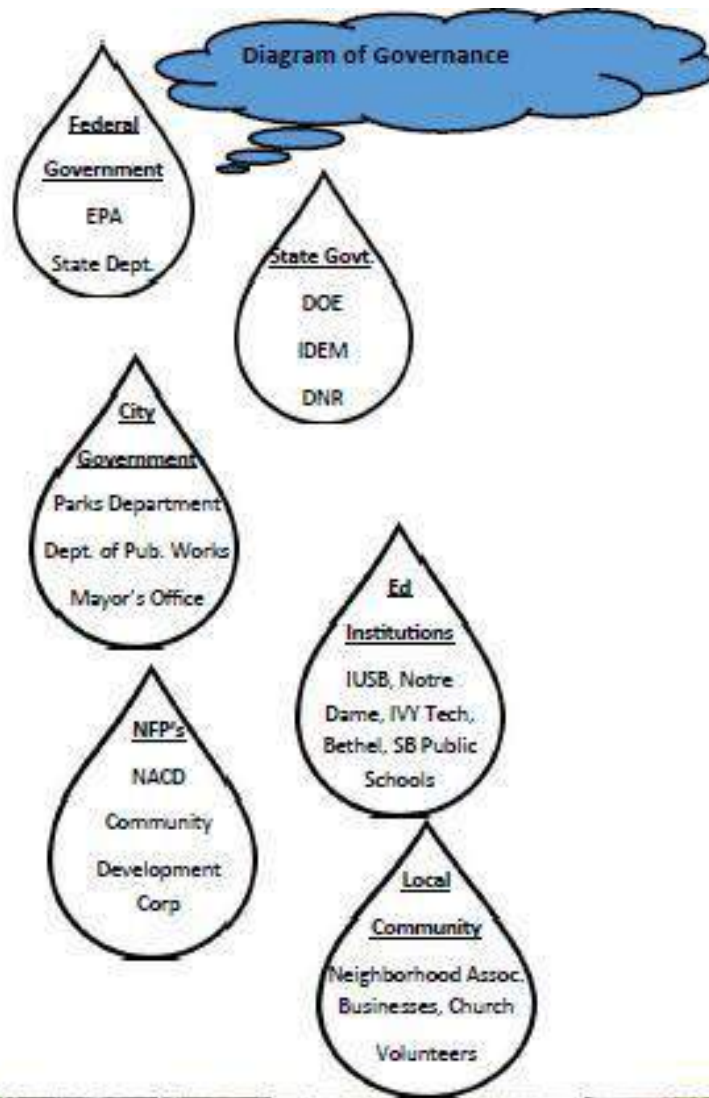 Diagram of Governance
Federal
Government
EPA
State Dept.
State Govt.
DOE
IDEM
DNR
City
Government
Parks Department
Dept. of Pub. Works
Mayor's Office
Ed
Institutions
IUSB, Notre
Dame, IVY Tech,
Bethel, SB Public
Schools
NFP's
NACD
Community
Development
Corp
Local
Community
Neighborhood Assoc.
Businesses, Church
Volunteers